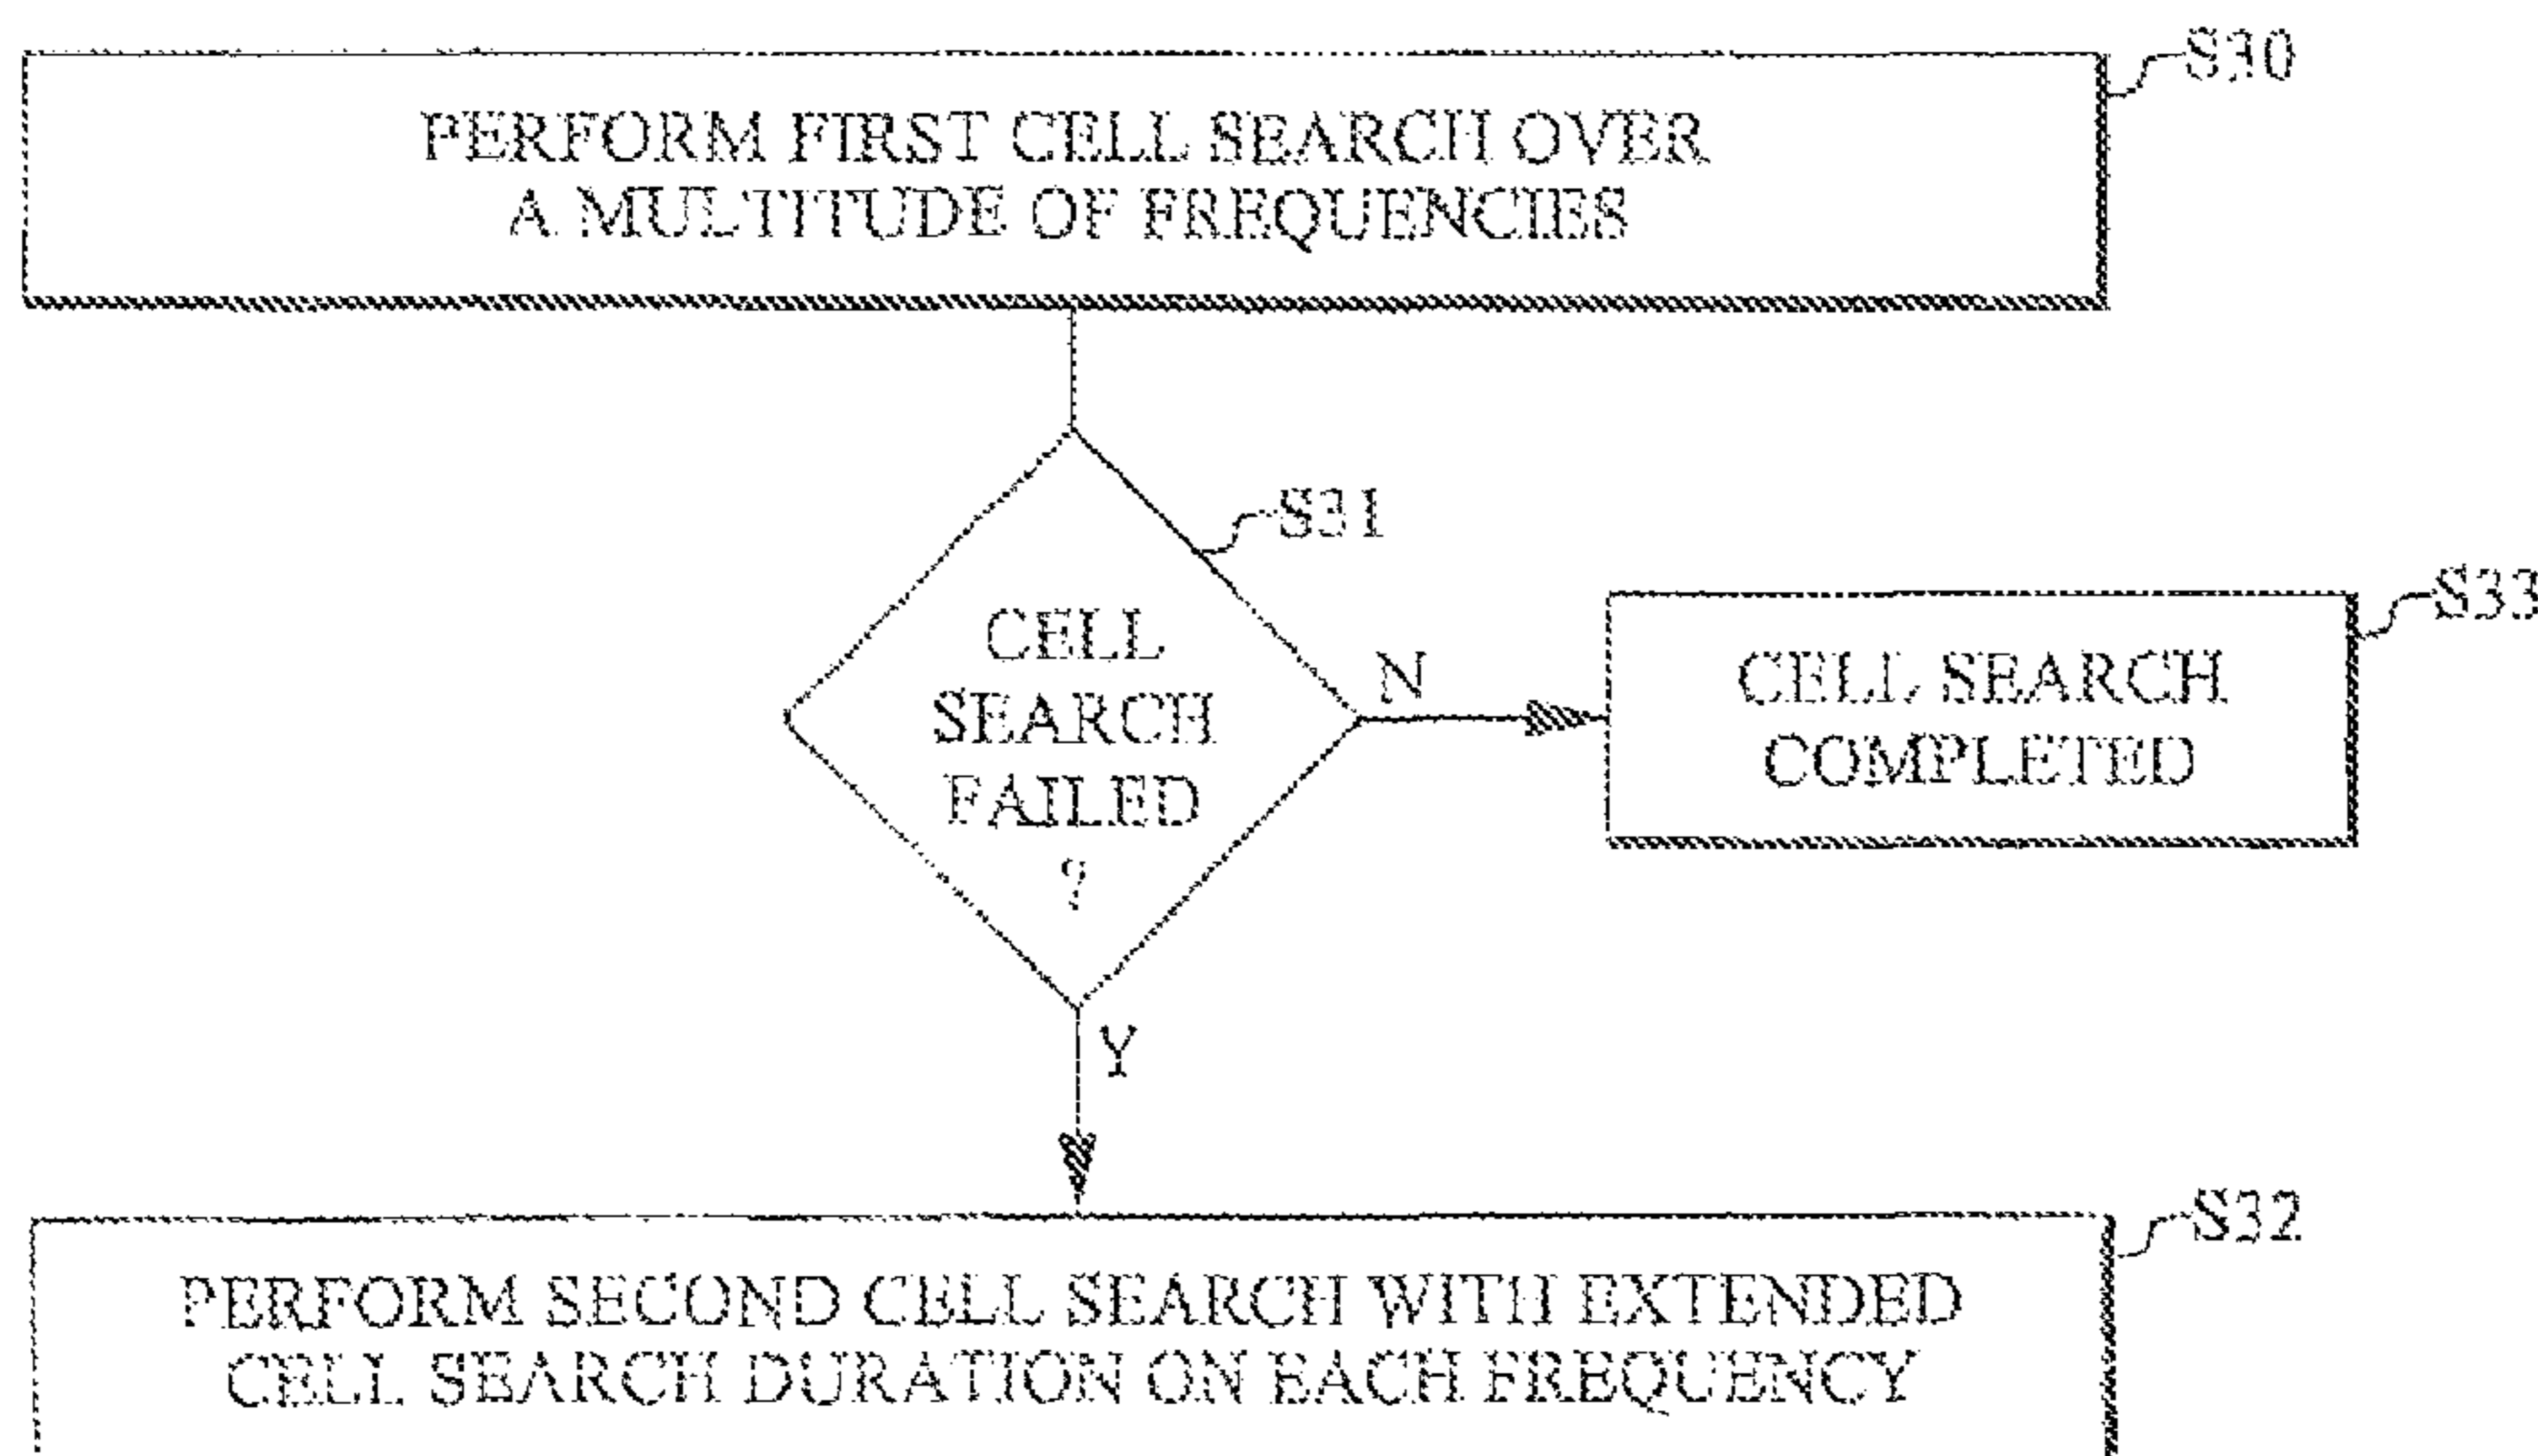 S30
PERFORM FIRST CELL SEARCH OVER
A MULTITUDE OF FREQUENCIES
S31
CELL
SEARCH
FAILED
?
N
S33
CELL SEARCH
COMPLETED
Y
S32
PERFORM SECOND CELL SEARCH WITH EXTENDED
CELL SEARCH DURATION ON EACH FREQUENCY